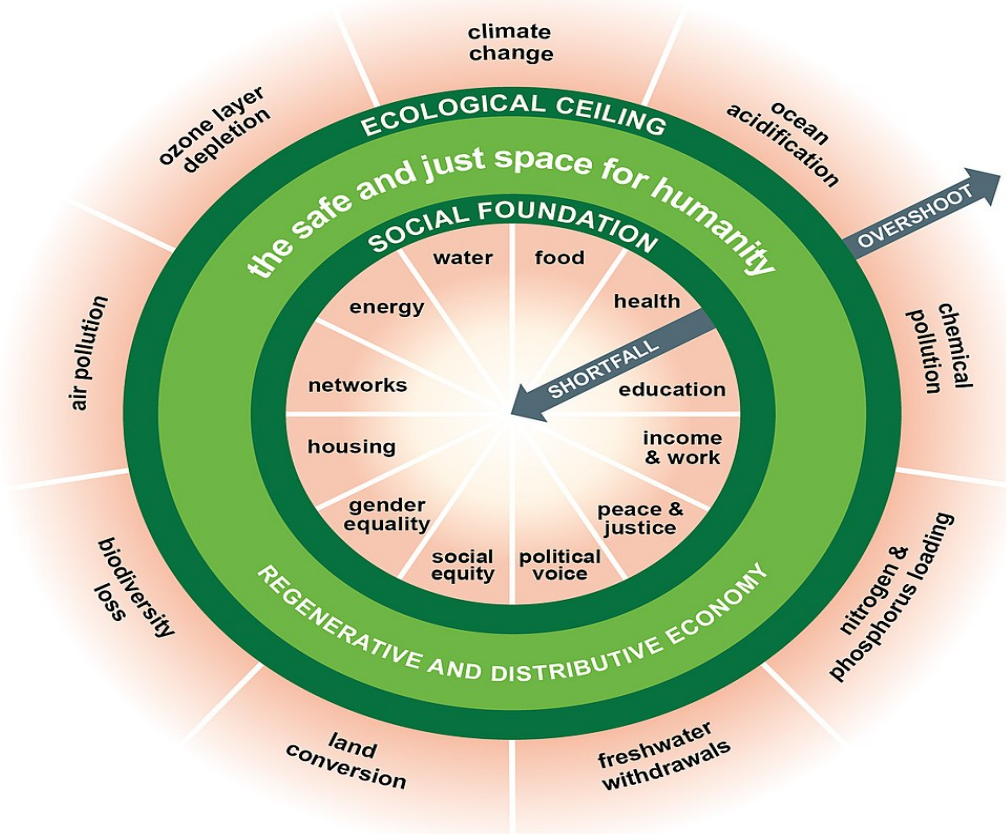 climate
change
ocean
acidification
chemical
pollution
nitrogen &
phosphorus loading
freshwater
withdrawals
land
conversion
biodiversity
loss
air pollution
ozone layer
depletion
ECOLOGICAL CEILING
the safe and just space for humanity
SOCIAL FOUNDATION
OVERSHOOT
SHORTFALL
water
food
health
education
income
& work
peace &
justice
political
voice
social
equity
gender
equality
housing
networks
energy
REGENERATIVE AND DISTRIBUTIVE ECONOMY